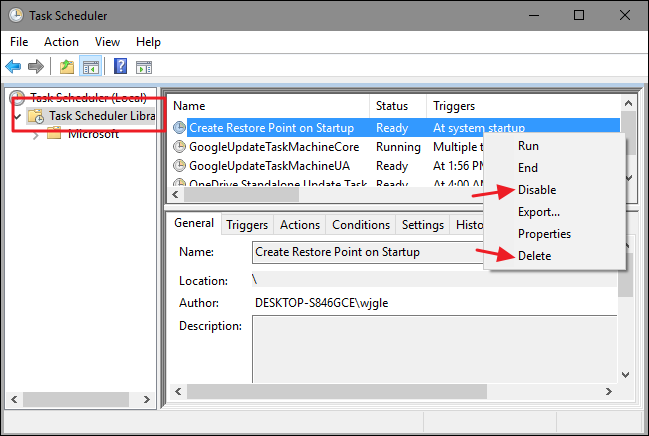 Task Scheduler
File Action View Help
Task Scheduler (Local)
Task Scheduler Libra
Microsoft
Name Status Triggers
Create Restore Point on Startup Ready At system startup
GoogleUpdateTaskMachineCore Running Multiple t
GoogleUpdateTaskMachineUA Ready At 1:56 PM
OneDrive Standalone Update Task Ready At 4:00 AM
Run
End
Disable
Export...
Properties
Delete
General Triggers Actions Conditions Settings Histo
Name: Create Restore Point on Startup
Location: \
Author: DESKTOP-S846GCE\wjgle
Description: